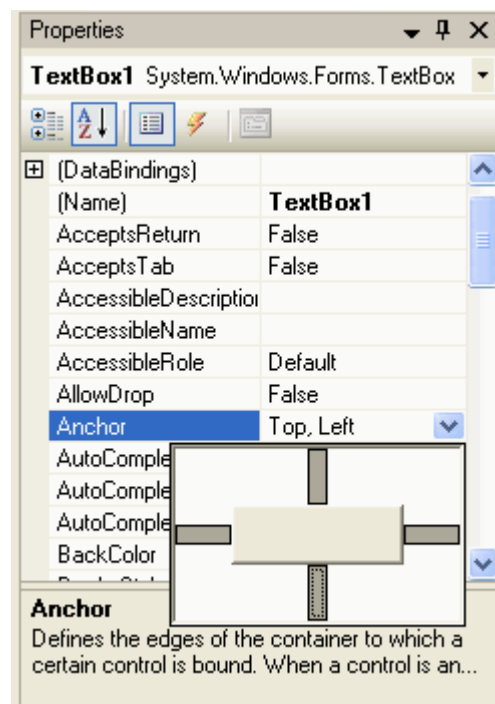 Properties
TextBox1 System.Windows.Forms.TextBox
A
Z
(DataBindings)
(Name) TextBox1
AcceptsReturn False
AcceptsTab False
AccessibleDescription
AccessibleName
AccessibleRole Default
AllowDrop False
Anchor Top, Left
AutoComple
AutoComple
AutoComple
BackColor
Anchor
Defines the edges of the container to which a
certain control is bound. When a control is an...